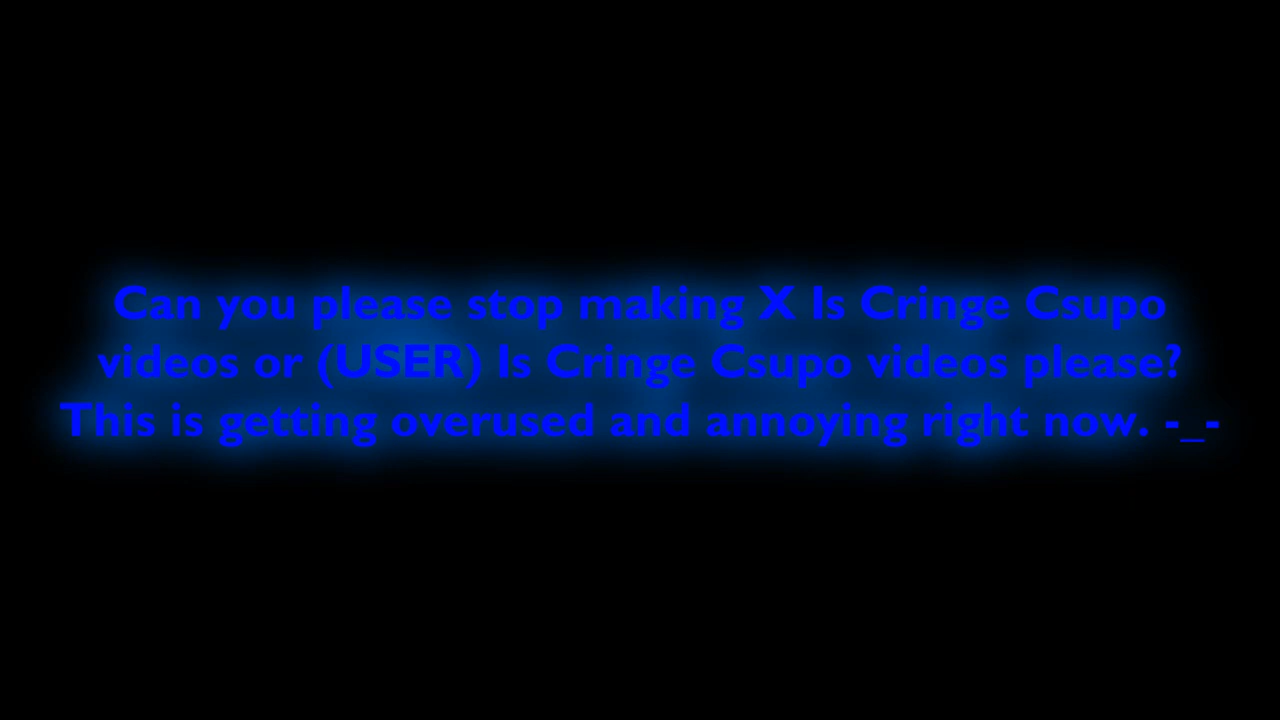 Can you please stop making X Is Cringe Csupo
videos or (USER) Is Cringe Csupo videos please?
This is getting overused and annoying right now. -_-